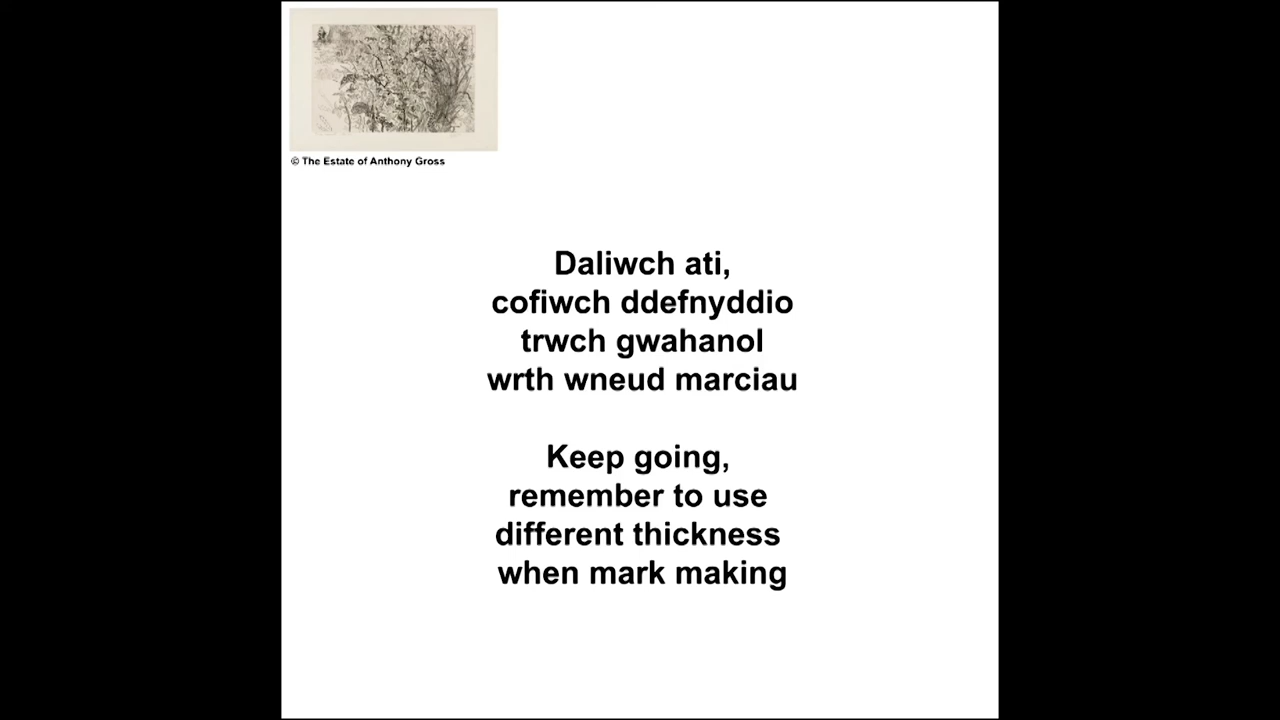 © The Estate of Anthony Gross
Daliwch ati,
cofiwch ddefnyddio
trwch gwahanol
wrth wneud marciau
Keep going,
remember to use
different thickness
when mark making